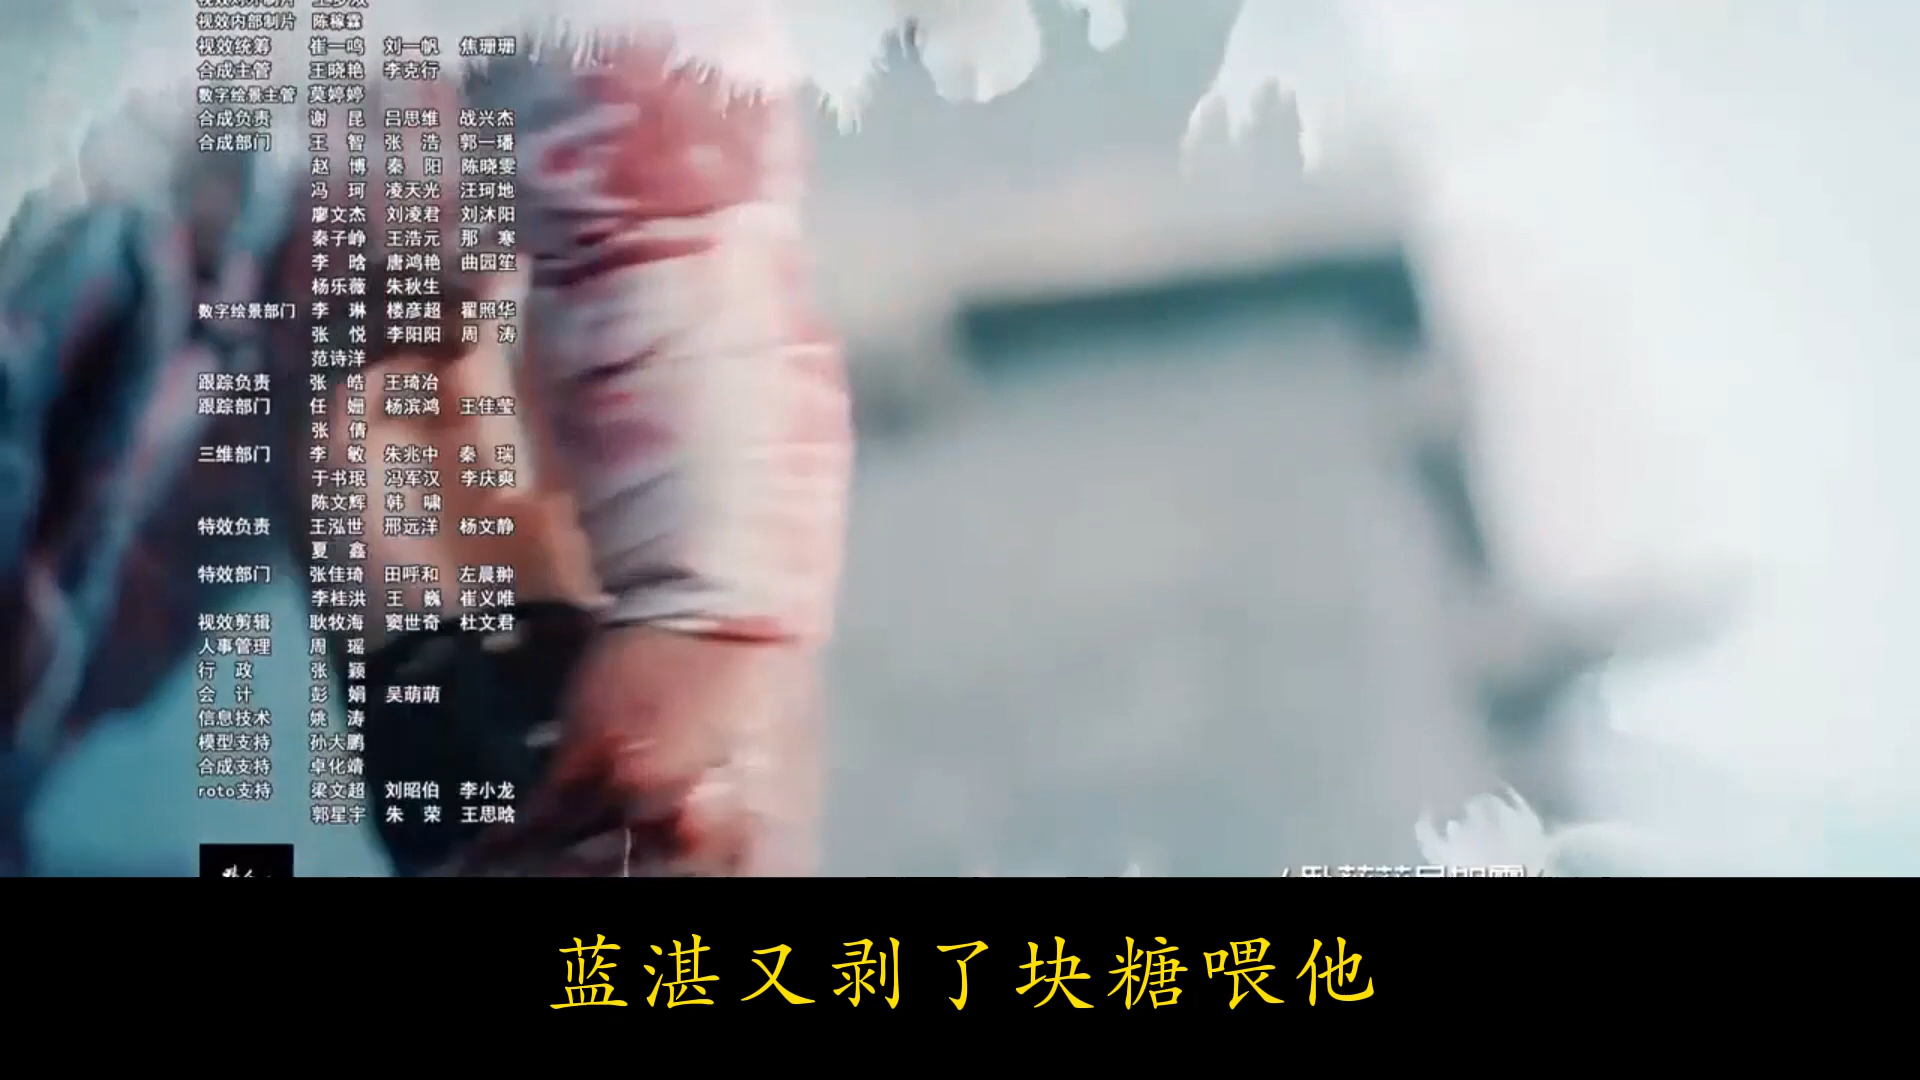 视效内部制片 陈稼霖
视效统筹 崔一鸣 刘一帆 焦珊珊
合成主管 王晓艳 李克行
数字绘景主管 莫婷婷
合成负责 谢昆 吕思维 战兴杰
合成部门 王智 张浩 郭一璠
赵博 秦阳 陈晓雯
冯珂 凌天光 汪珂地
廖文杰 刘凌君 刘沐阳
秦子峥 王浩元 那寒
李晗 唐鸿艳 曲园笙
杨乐薇 朱秋生
数字绘景部门 李琳 楼彦超 翟照华
张悦 李阳阳 周涛
范诗洋
跟踪负责 张皓 王琦冶
跟踪部门 任姗 杨滨鸿 王佳莹
张倩
三维部门 李敏 朱兆中 秦瑞
于书珉 冯军汉 李庆爽
陈文辉 韩啸
特效负责 王泓世 邢远洋 杨文静
夏鑫
特效部门 张佳琦 田呼和 左晨翀
李桂洪 王巍 崔义唯
视效剪辑 耿牧海 窦世奇 杜文君
人事管理 周瑶
行政 张颖
会计 彭娟 吴萌萌
信息技术 姚涛
模型支持 孙大鹏
合成支持 卓化靖
roto支持 梁文超 刘昭伯 李小龙
郭星宇 朱荣 王思晗
蓝湛又剥了块糖喂他